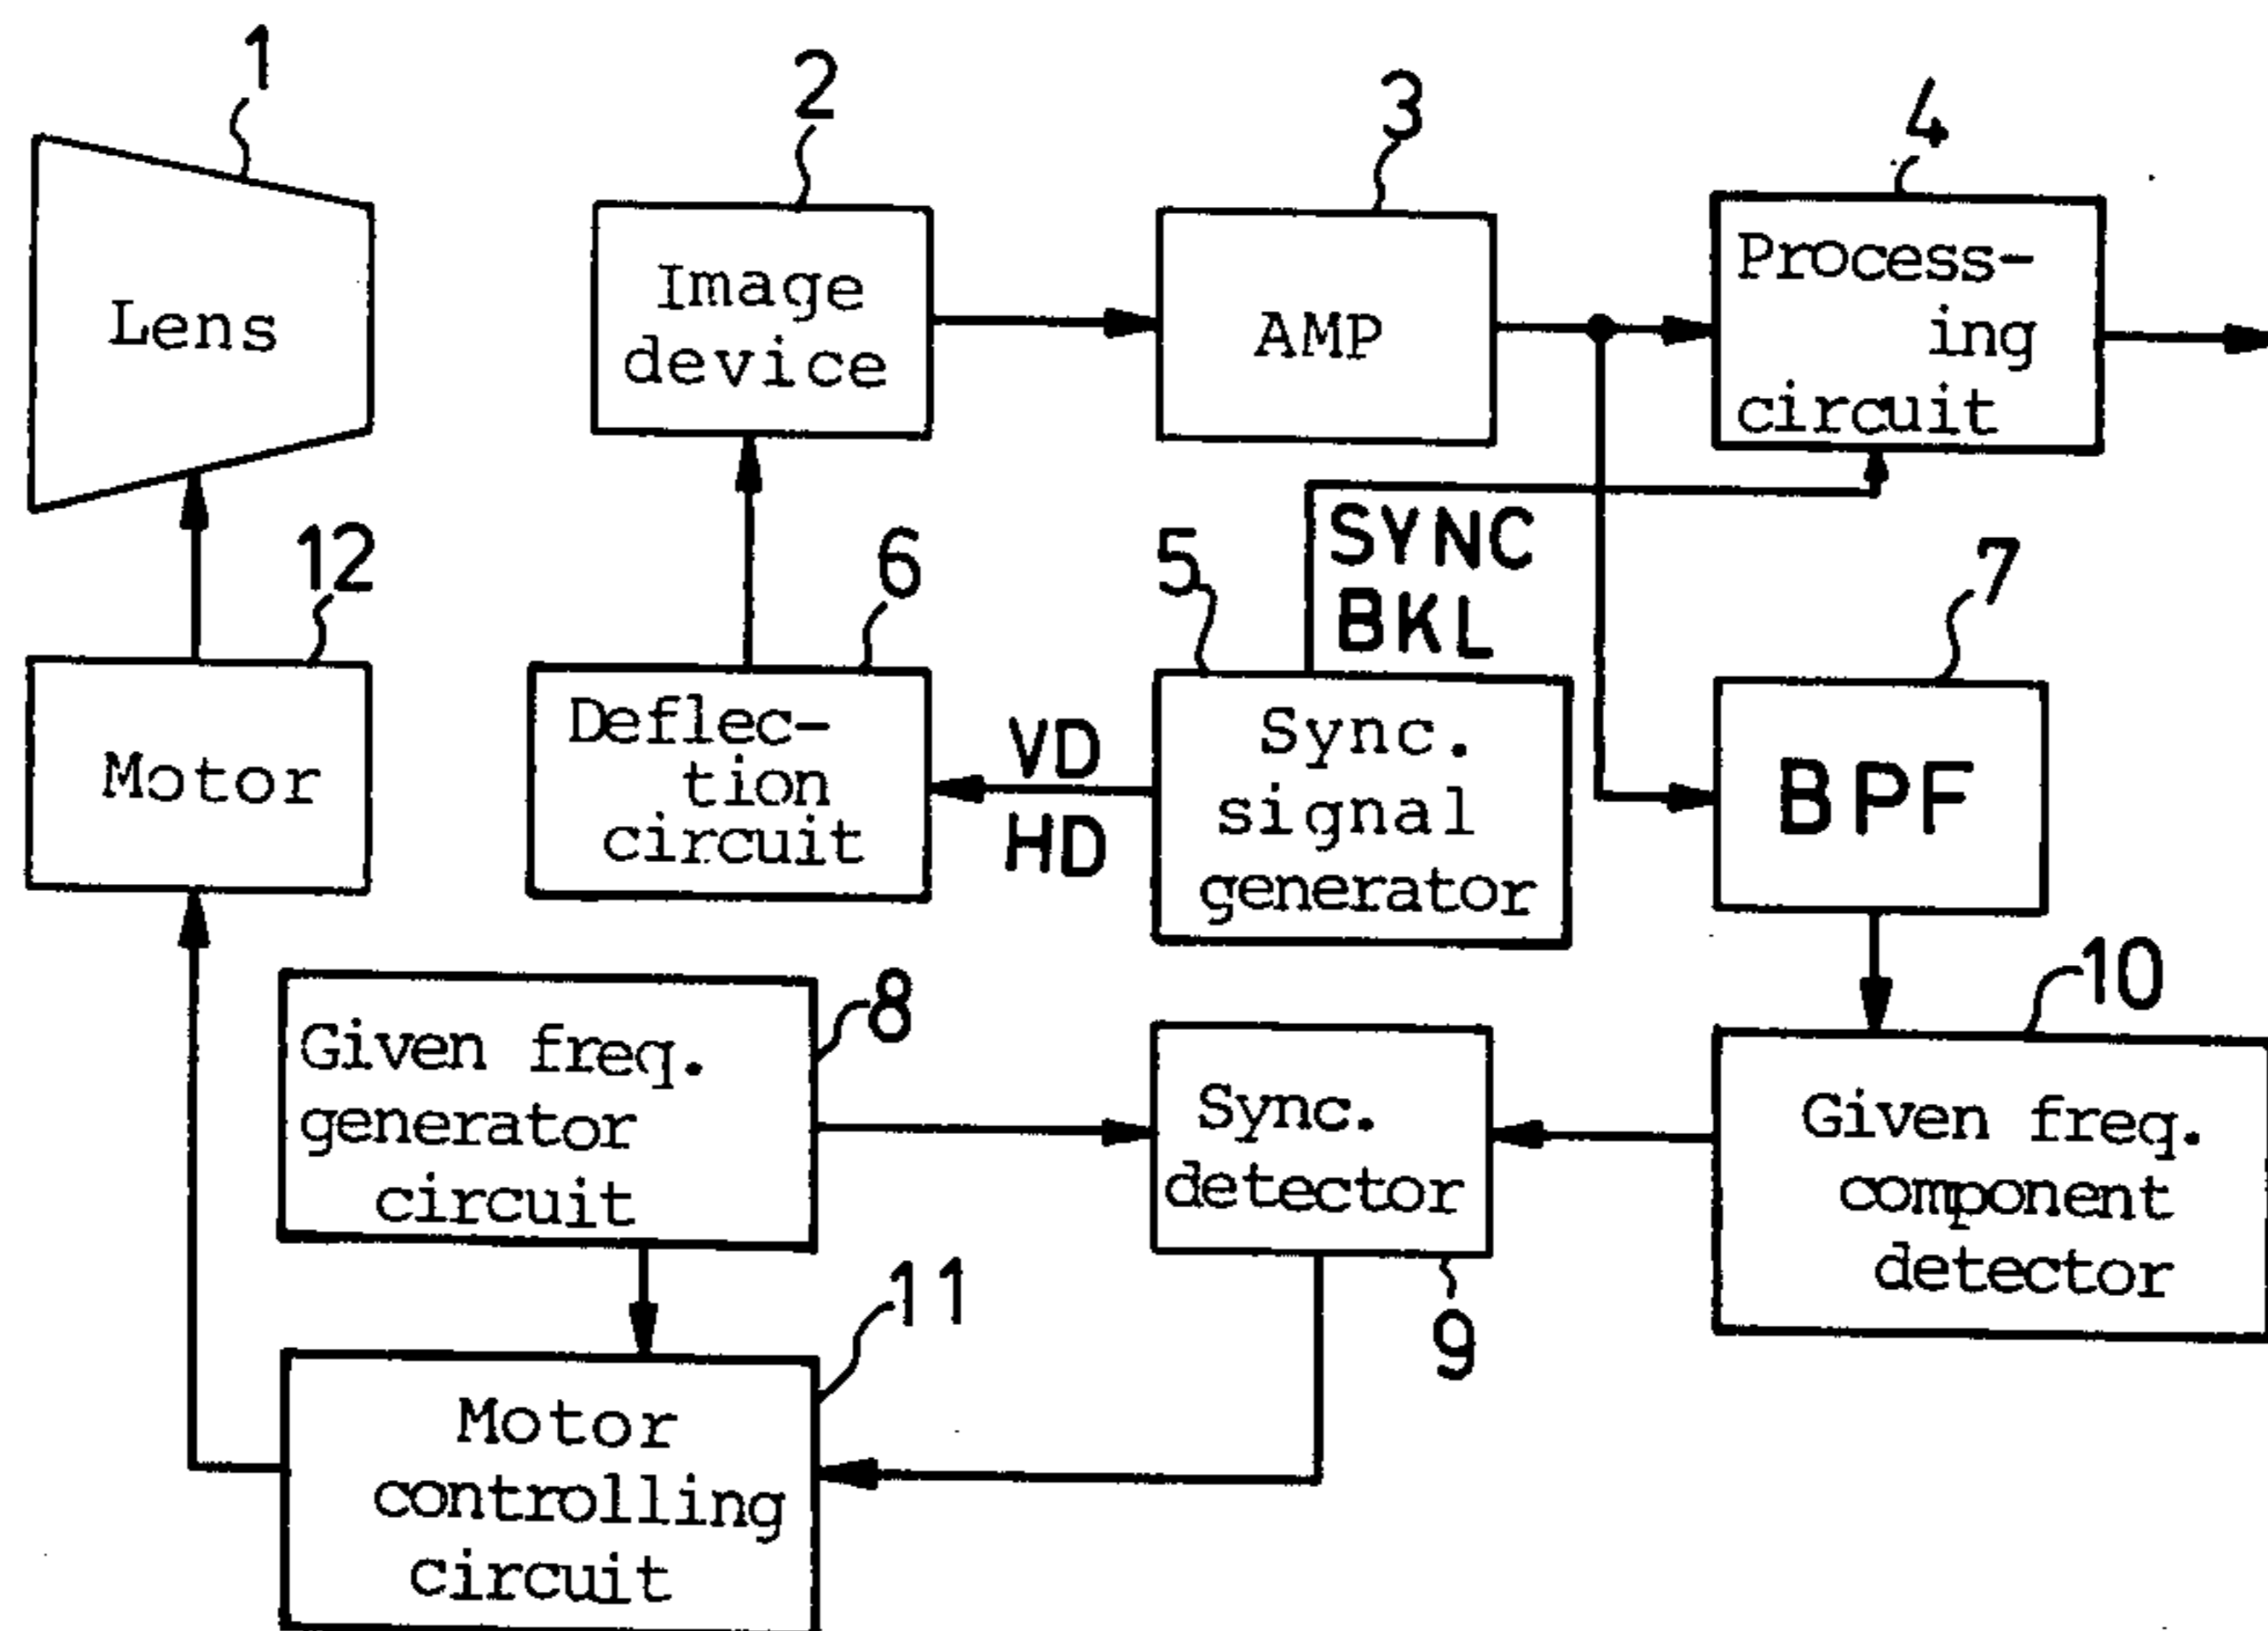 1
2
3
4
Lens
Image
device
AMP
Process-
ing
circuit
12
6
5
SYNC
BKL
7
Motor
Deflec-
tion
circuit
VD
HD
Sync.
signal
generator
BPF
8
10
Given freq.
generator
circuit
Sync.
detector
Given freq.
component
detector
11
9
Motor
controlling
circuit